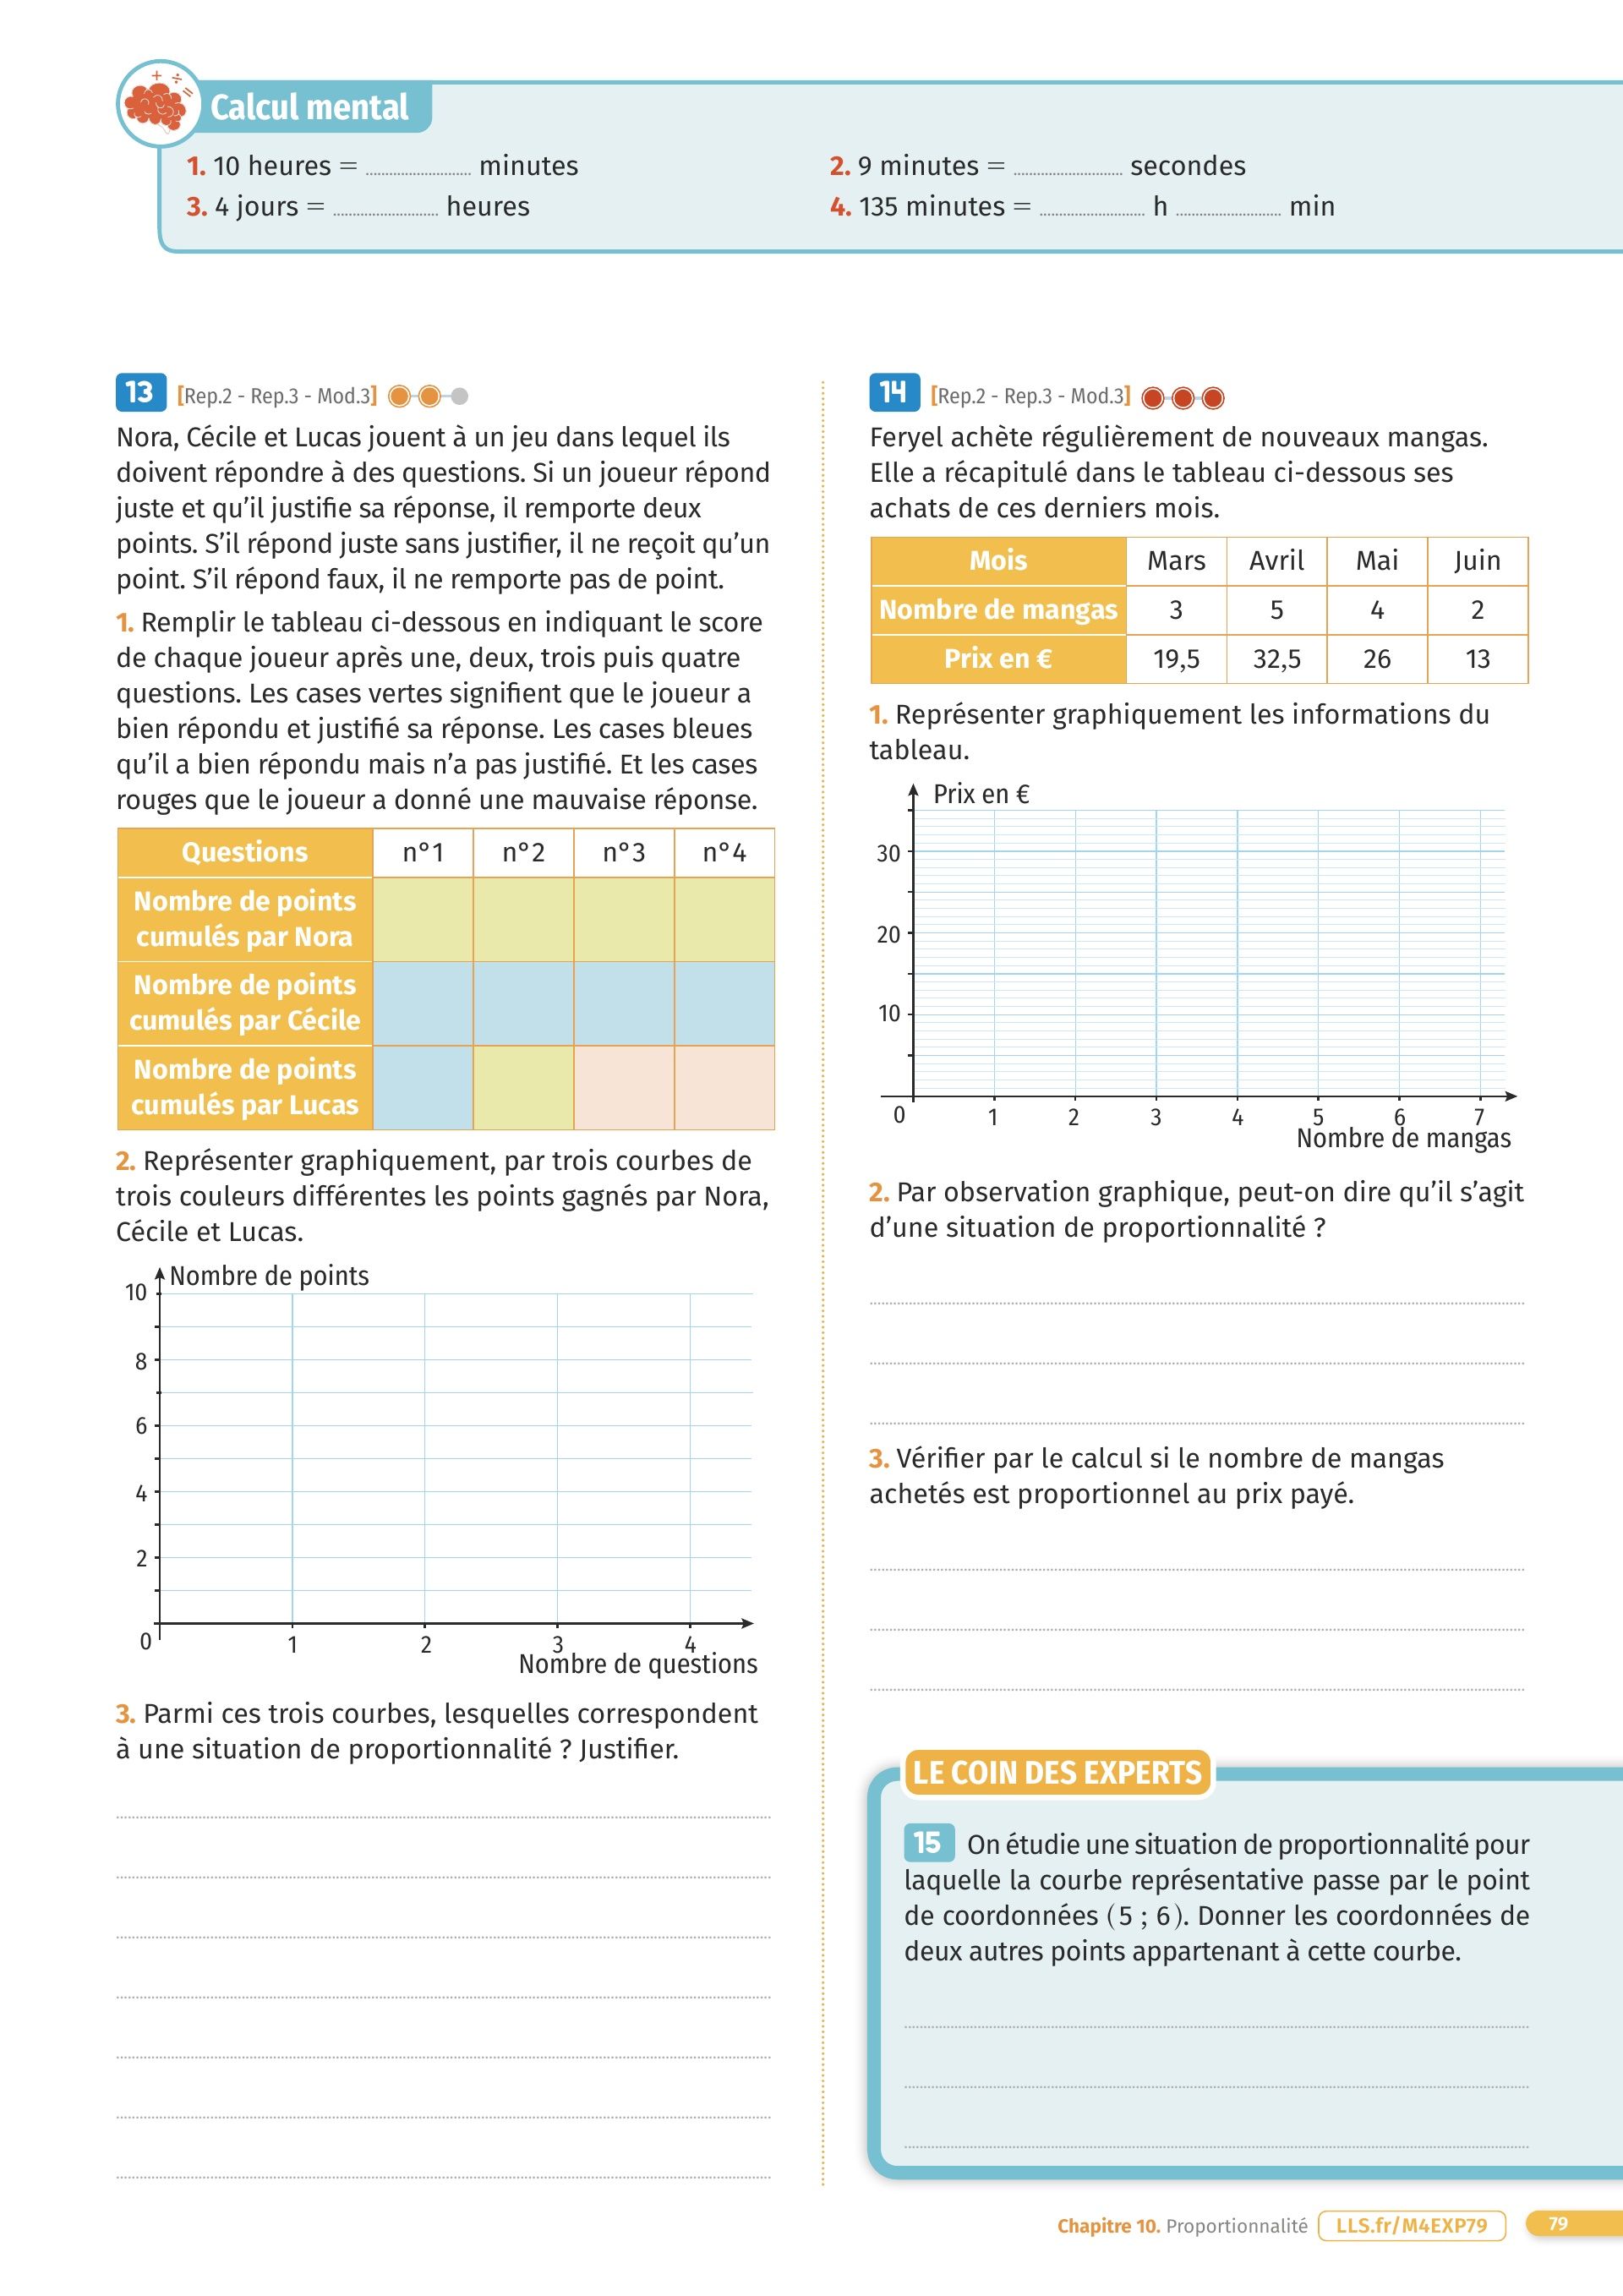 Calcul mental
1. 10 heures = ........................ minutes
2. 9 minutes = ........................ secondes
3. 4 jours = ........................ heures
4. 135 minutes = ........................ h ........................ min
13 [Rep.2 - Rep.3 - Mod.3]
Nora, Cécile et Lucas jouent à un jeu dans lequel ils
doivent répondre à des questions. Si un joueur répond
juste et qu’il justifie sa réponse, il remporte deux
points. S’il répond juste sans justifier, il ne reçoit qu’un
point. S’il répond faux, il ne remporte pas de point.
1. Remplir le tableau ci-dessous en indiquant le score
de chaque joueur après une, deux, trois puis quatre
questions. Les cases vertes signifient que le joueur a
bien répondu et justifié sa réponse. Les cases bleues
qu’il a bien répondu mais n’a pas justifié. Et les cases
rouges que le joueur a donné une mauvaise réponse.
Questions n°1 n°2 n°3 n°4
Nombre de points
cumulés par Nora
Nombre de points
cumulés par Cécile
Nombre de points
cumulés par Lucas
2. Représenter graphiquement, par trois courbes de
trois couleurs différentes les points gagnés par Nora,
Cécile et Lucas.
Nombre de points
10
8
6
4
2
0 1 2 3 4
Nombre de questions
3. Parmi ces trois courbes, lesquelles correspondent
à une situation de proportionnalité ? Justifier.
14 [Rep.2 - Rep.3 - Mod.3]
Feryel achète régulièrement de nouveaux mangas.
Elle a récapitulé dans le tableau ci-dessous ses
achats de ces derniers mois.
Mois Mars Avril Mai Juin
Nombre de mangas 3 5 4 2
Prix en € 19,5 32,5 26 13
1. Représenter graphiquement les informations du
tableau.
Prix en €
30
20
10
0 1 2 3 4 5 6 7
Nombre de mangas
2. Par observation graphique, peut-on dire qu’il s’agit
d’une situation de proportionnalité ?
3. Vérifier par le calcul si le nombre de mangas
achetés est proportionnel au prix payé.
LE COIN DES EXPERTS
15 On étudie une situation de proportionnalité pour
laquelle la courbe représentative passe par le point
de coordonnées (5 ; 6). Donner les coordonnées de
deux autres points appartenant à cette courbe.
Chapitre 10. Proportionnalité LLS.fr/M4EXP79 79